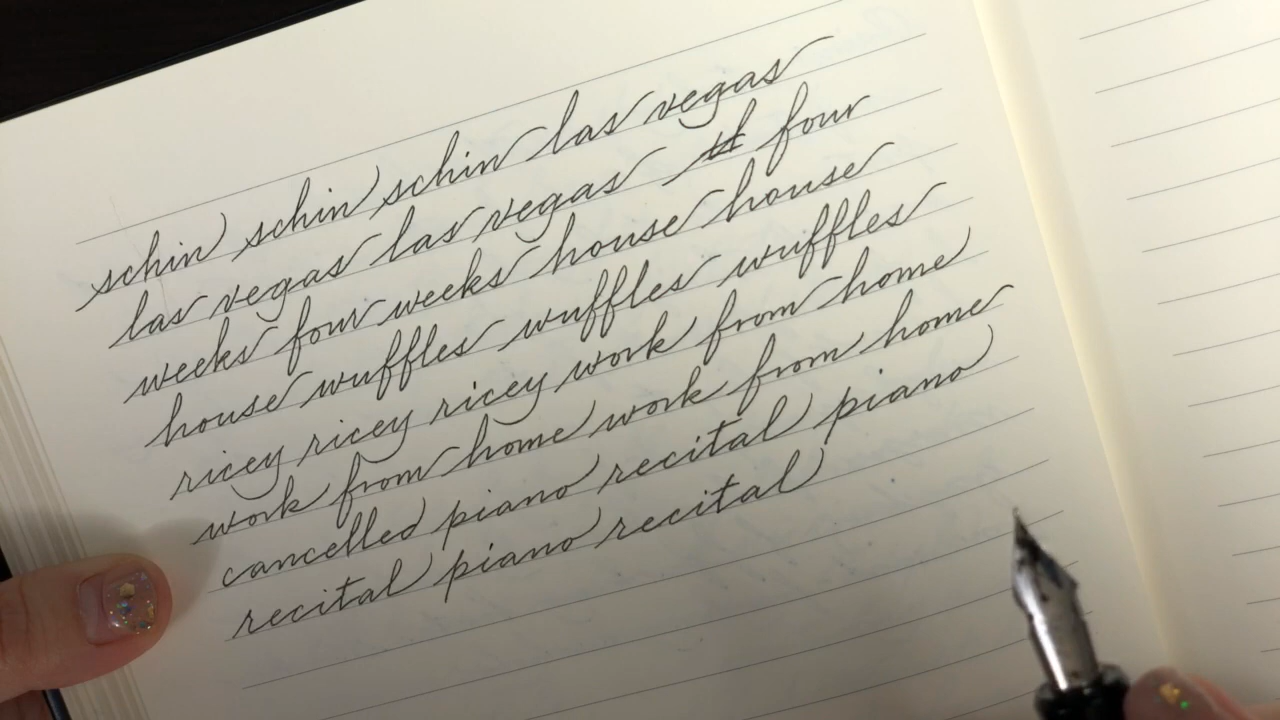 schin schin schin las vegas
las vegas las vegas four
weeks four weeks house house
house wuffles wuffles wuffles
ricey ricey ricey work from home
work from home work from home
cancelled piano recital piano
recital piano recital